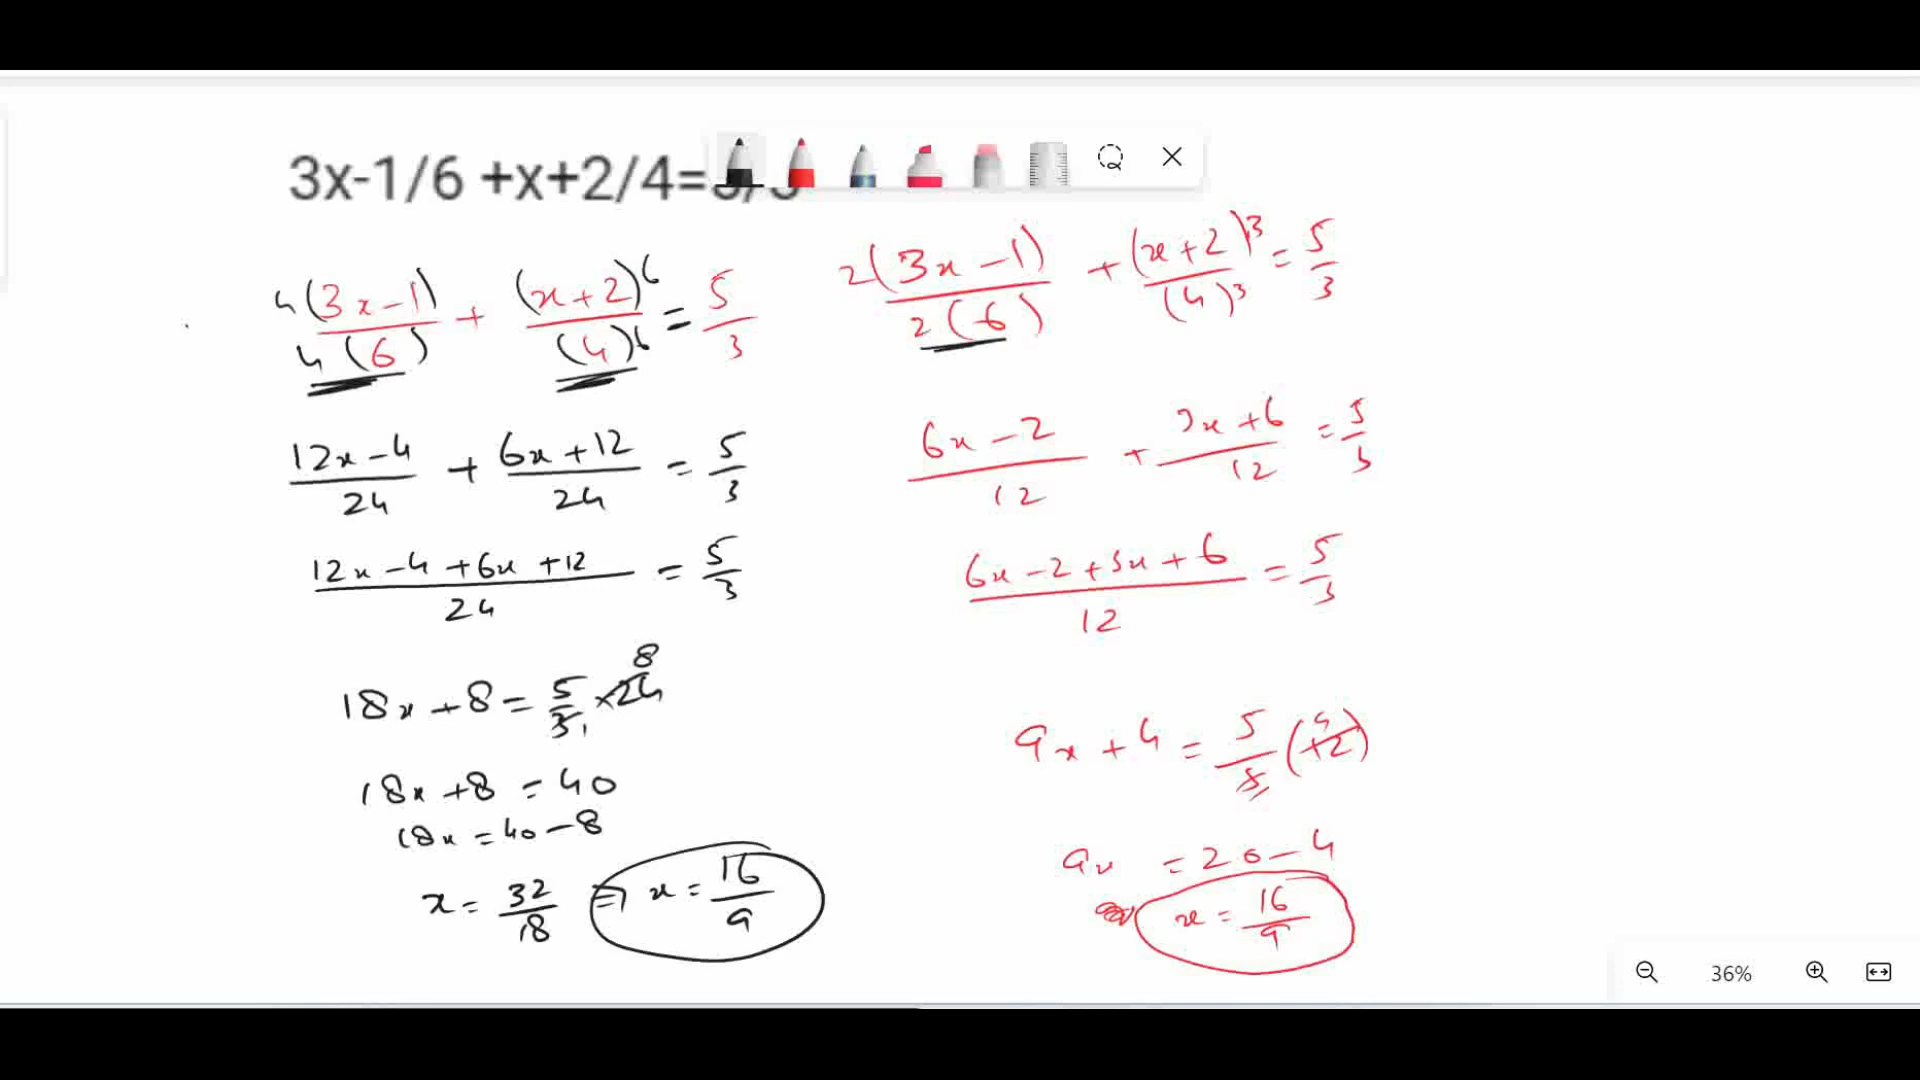 3x-1/6 +x+2/4=
4(3x-1)/4(6) + (x+2)6/(4)6 = 5/3
12x-4/24 + 6x+12/24 = 5/3
12x-4+6x+12/24 = 5/3
18x+8 = 5/3 1 ×24 8
18x+8 = 40
18x = 40-8
x = 32/18 ⇒ x = 16/9
2(3x-1)/2(6) + (x+2)3/(4)3 = 5/3
6x-2/12 + 3x+6/12 = 5/3
6x-2+3x+6/12 = 5/3
9x+4 = 5/3 (12) 4
9x = 20-4
x = 16/9
36%